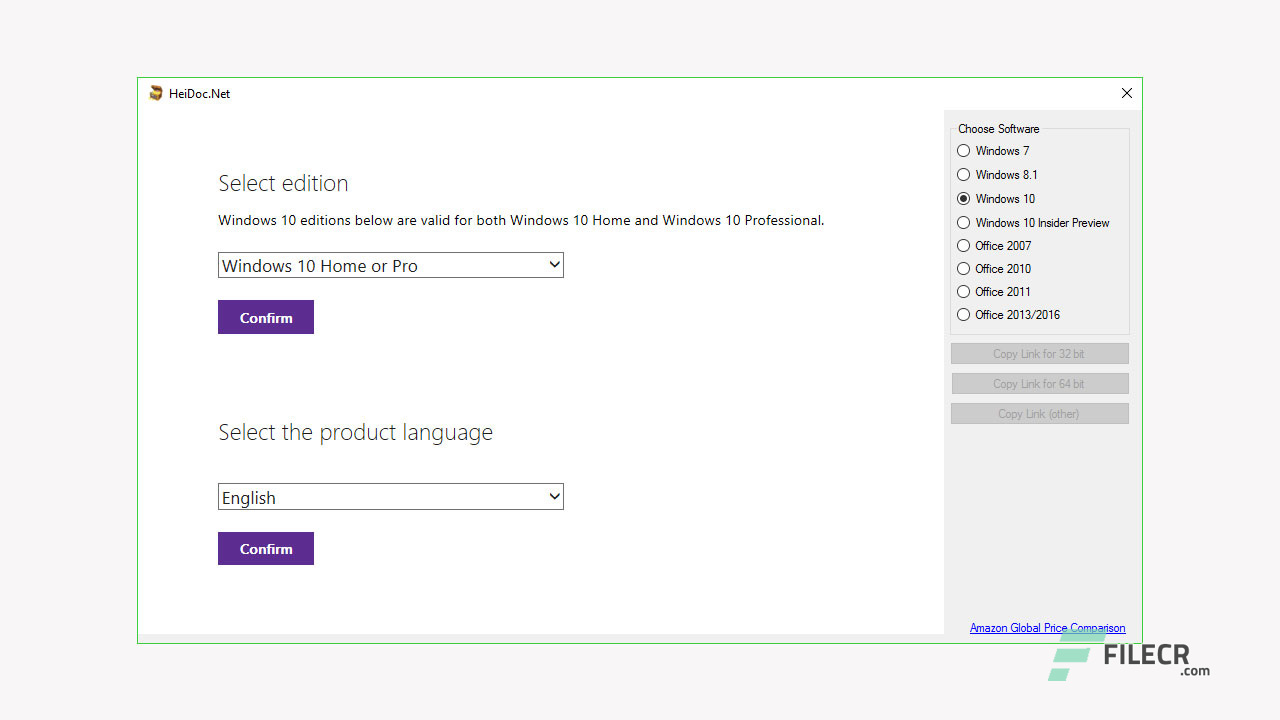 HeiDoc.Net
Select edition
Windows 10 editions below are valid for both Windows 10 Home and Windows 10 Professional.
Windows 10 Home or Pro
Confirm
Select the product language
English
Confirm
Choose Software
Windows 7
Windows 8.1
Windows 10
Windows 10 Insider Preview
Office 2007
Office 2010
Office 2011
Office 2013/2016
Copy Link for 32 bit
Copy Link for 64 bit
Copy Link (other)
Amazon Global Price Comparison
FILECR
.com